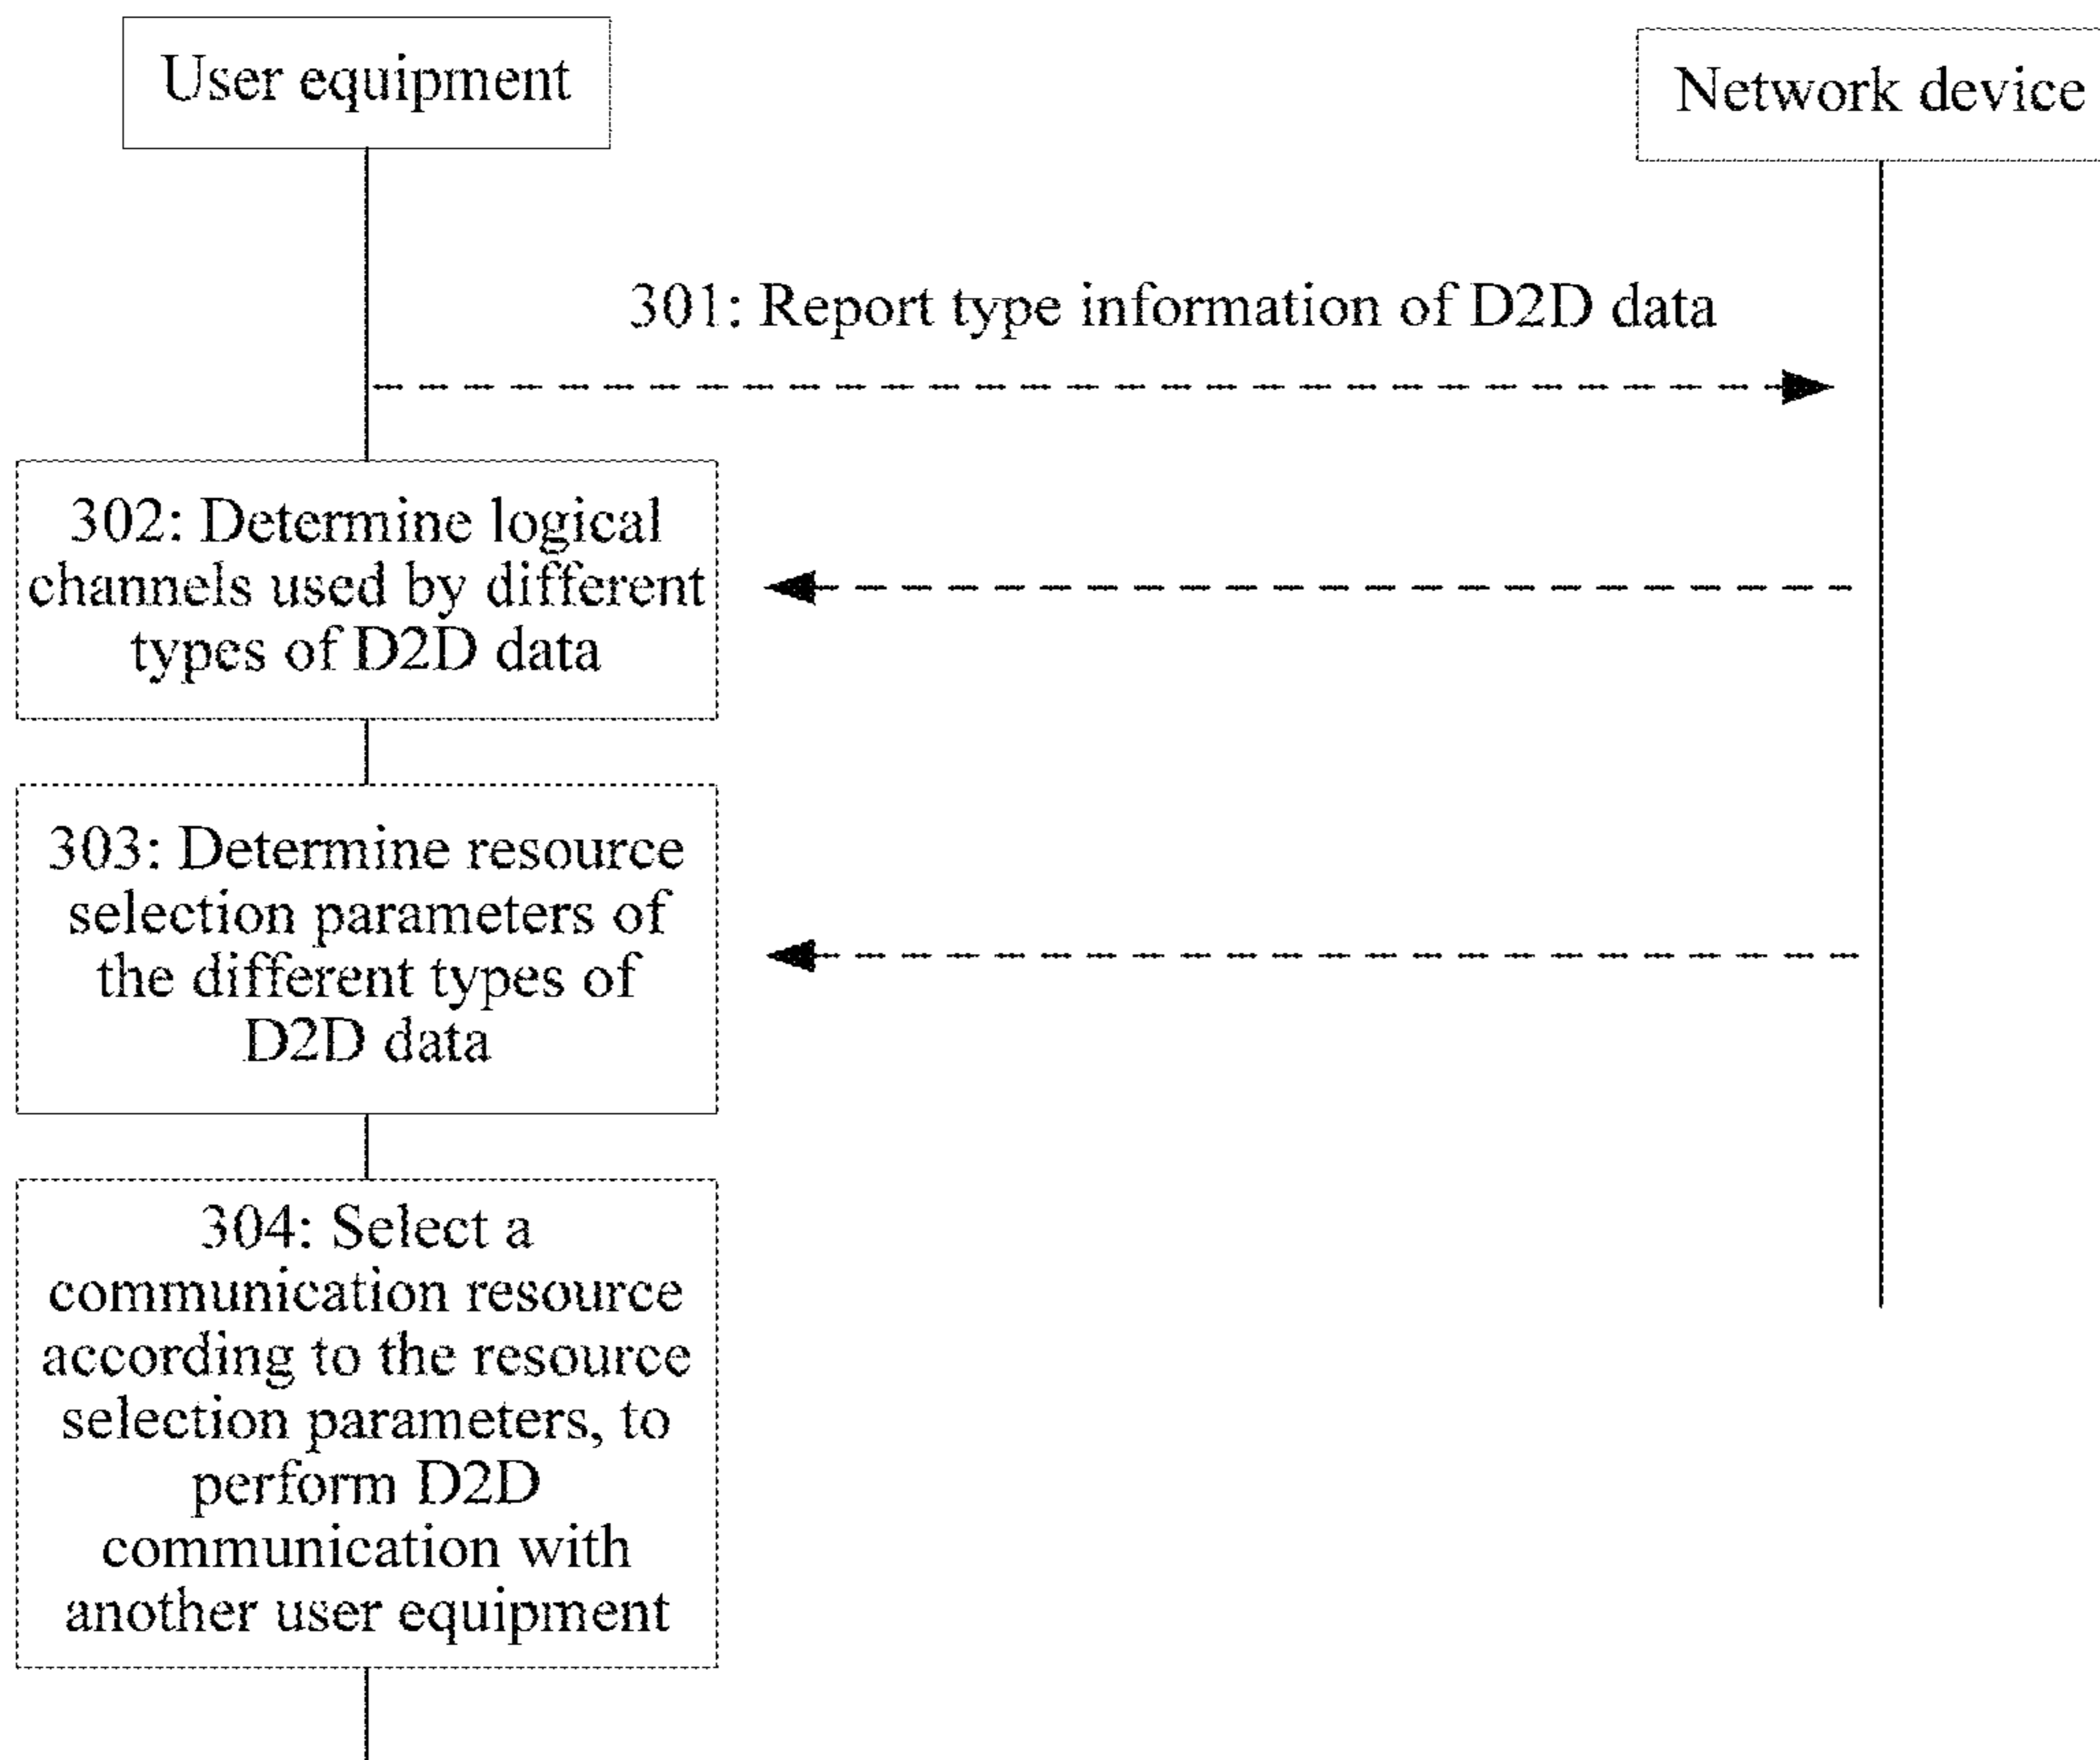 User equipment
Network device
301: Report type information of D2D data
302: Determine logical
channels used by different
types of D2D data
303: Determine resource
selection parameters of
the different types of
D2D data
304: Select a
communication resource
according to the resource
selection parameters, to
perform D2D
communication with
another user equipment